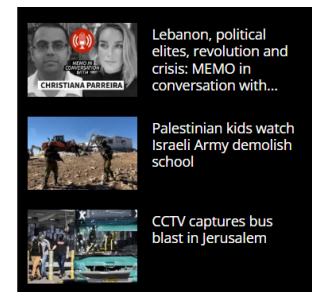 MEMO IN
CONVERSATION
WITH
CHRISTIANA PARREIRA
Lebanon, political
elites, revolution and
crisis: MEMO in
conversation with...
Palestinian kids watch
Israeli Army demolish
school
CCTV captures bus
blast in Jerusalem